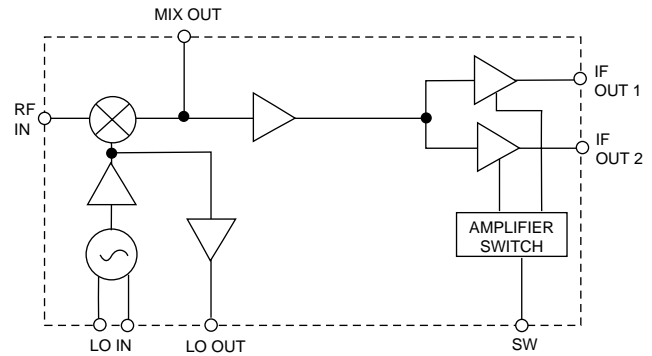 MIX OUT
RF
IN
IF
OUT 1
IF
OUT 2
AMPLIFIER
SWITCH
LO IN
LO OUT
SW